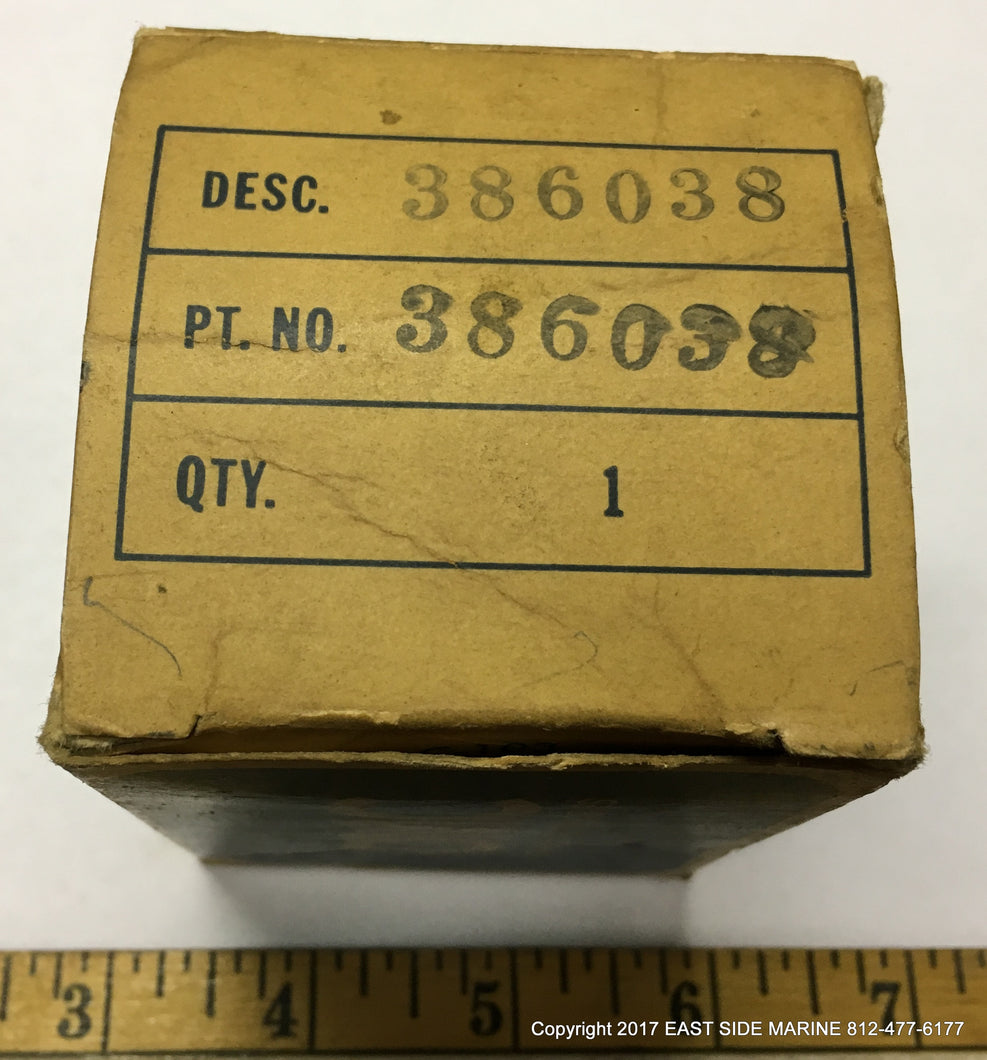 DESC. 386038
PT. NO. 386038
QTY. 1
3 4 5 6 7
Copyright 2017 EAST SIDE MARINE 812-477-6177